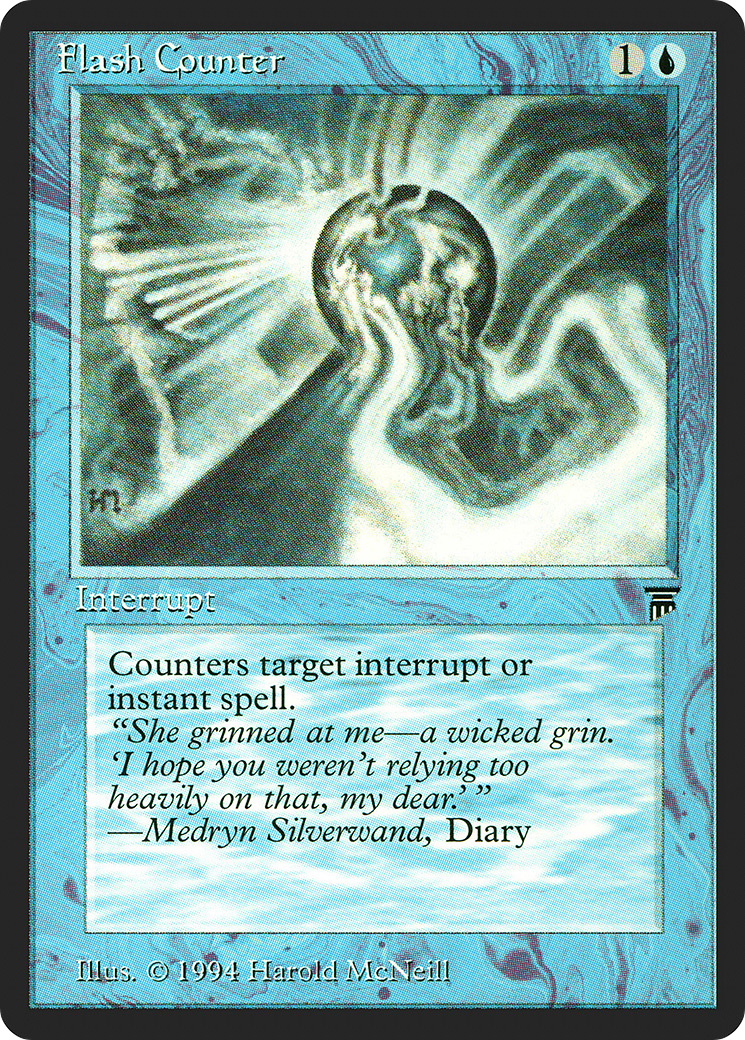 Flash Counter 1
HM
Interrupt
Counters target interrupt or
instant spell.
“She grinned at me—a wicked grin.
‘I hope you weren’t relying too
heavily on that, my dear.’ ”
—Medryn Silverwand, Diary
Illus. © 1994 Harold McNeill